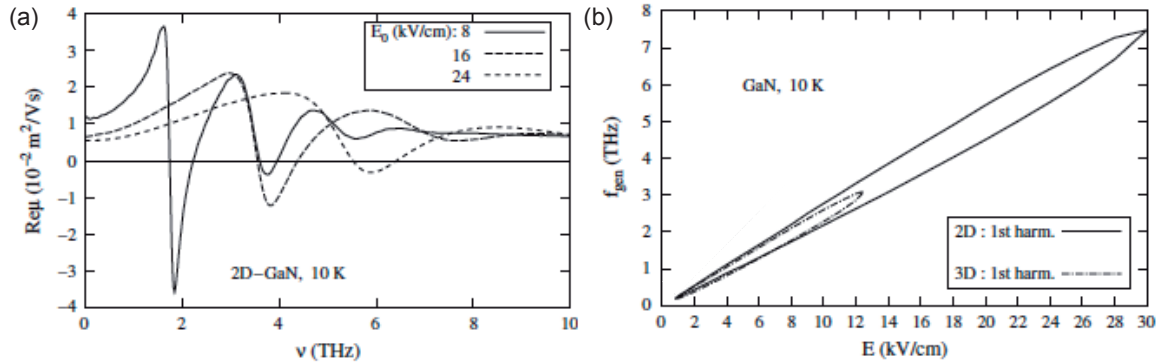 (a)
4
3
2
1
0
−1
−2
−3
−4
Reμ (10⁻² m²/Vs)
E₀ (kV/cm): 8
16
24
2D−GaN, 10 K
0 2 4 6 8 10
ν (THz)
(b)
8
7
6
5
4
3
2
1
0
f_gen (THz)
GaN, 10 K
2D : 1st harm.
3D : 1st harm.
0 2 4 6 8 10 12 14 16 18 20 22 24 26 28 30
E (kV/cm)